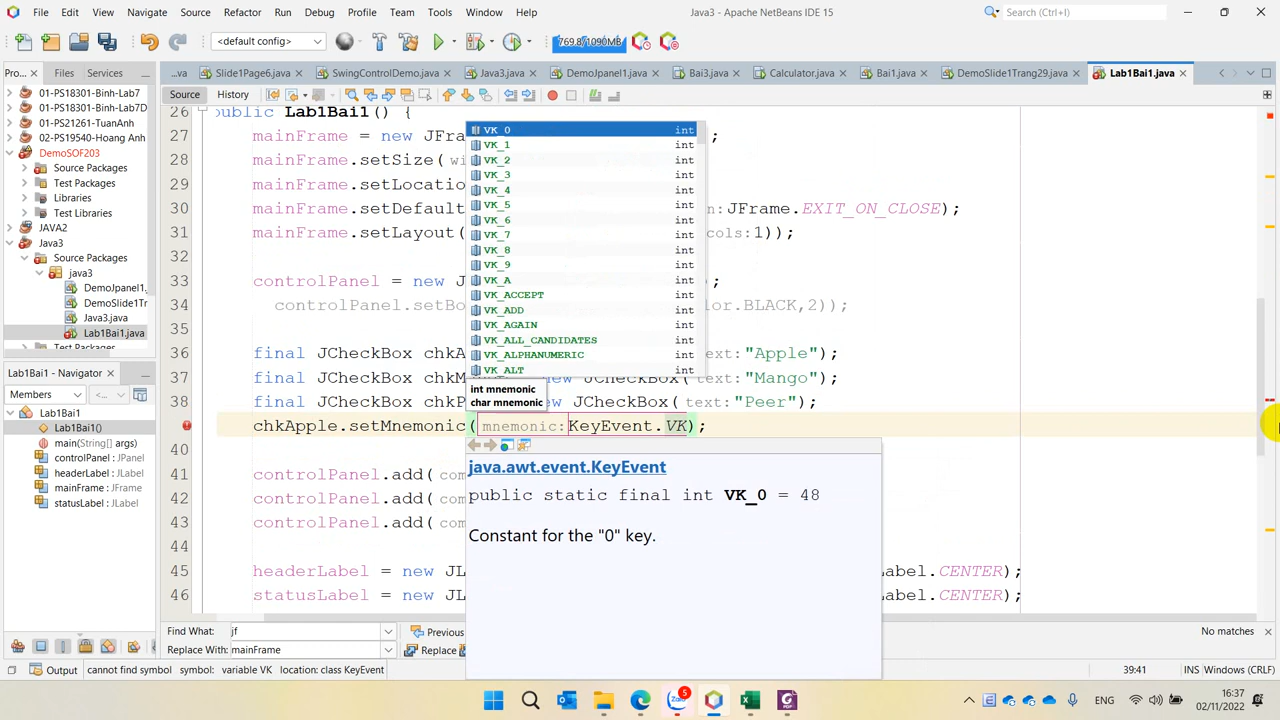 File Edit View Navigate Source Refactor Run Debug Profile Team Tools Window Help
Java3 - Apache NetBeans IDE 15
Search (Ctrl+I)
<default config>
769.8/1090MB
Pro...
Files
Services
...va
Slide1Page6.java
SwingControlDemo.java
Java3.java
DemoJpanel1.java
Bai3.java
Calculator.java
Bai1.java
DemoSlide1Trang29.java
Lab1Bai1.java
Source
History
01-PS18301-Binh-Lab7
01-PS18301-Binh-Lab7D
01-PS21261-TuanAnh
02-PS19540-Hoang Anh
DemoSOF203
Source Packages
Test Packages
Libraries
Test Libraries
JAVA2
Java3
Source Packages
java3
DemoJpanel1.
DemoSlide1Tr
Java3.java
Lab1Bai1.java
Lab1Bai1.java - Navigator
Members
<...
Lab1Bai1
Lab1Bai1()
main(String[] args)
controlPanel : JPanel
headerLabel : JLabel
mainFrame : JFrame
statusLabel : JLabel
26 public Lab1Bai1() {
27 mainFrame = new JFra ;
28 mainFrame.setSize(
29 mainFrame.setLocatio
30 mainFrame.setDefault n:JFrame.EXIT_ON_CLOSE);
31 mainFrame.setLayout( cols:1));
32
33 controlPanel = new J ;
34 controlPanel.setBo lor.BLACK,2));
35
36 final JCheckBox chkA text:"Apple");
37 final JCheckBox chkM new JCheckBox(text:"Mango");
38 final JCheckBox chkP new JCheckBox(text:"Peer");
39 chkApple.setMnemonic(mnemonic:KeyEvent.VK);
40
41 controlPanel.add(
42 controlPanel.add(
43 controlPanel.add(
44
45 headerLabel = new JL Label.CENTER);
46 statusLabel = new JL Label.CENTER);
VK_0 int
VK_1 int
VK_2 int
VK_3 int
VK_4 int
VK_5 int
VK_6 int
VK_7 int
VK_8 int
VK_9 int
VK_A int
VK_ACCEPT int
VK_ADD int
VK_AGAIN int
VK_ALL_CANDIDATES int
VK_ALPHANUMERIC int
VK_ALT int
int mnemonic
char mnemonic
java.awt.event.KeyEvent
public static final int VK_0 = 48
Constant for the "0" key.
Find What: jf
Previous
No matches
Replace With: mainFrame
Replace
Output
cannot find symbol symbol: variable VK location: class KeyEvent
39:41
INS Windows (CRLF)
Zalo
5
ENG
16:37
02/11/2022